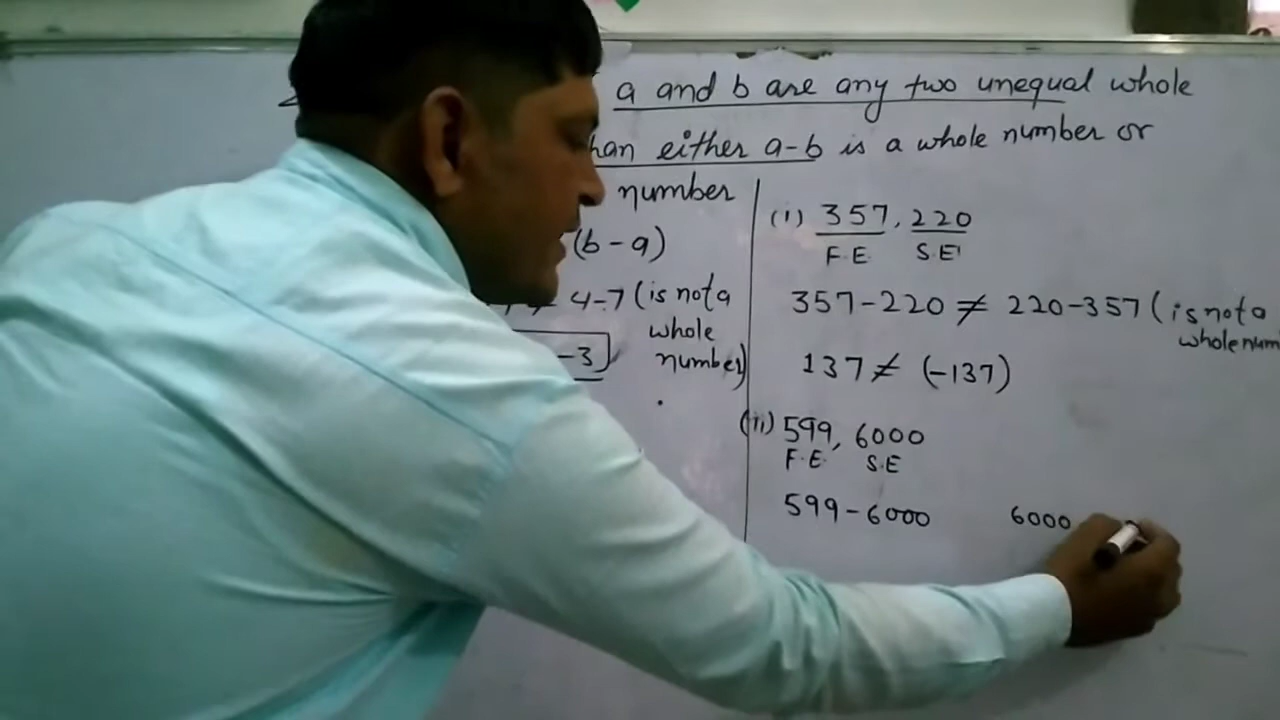 a and b are any two unequal whole
either a-b is a whole number or
number
(b-a)
4-7 (is not a
whole
-3 number)
(i) 357, 220
F.E S.E
357-220 ≠ 220-357 (is not a
whole num
137 ≠ (-137)
(ii) 599, 6000
F.E S.E
599-6000 6000